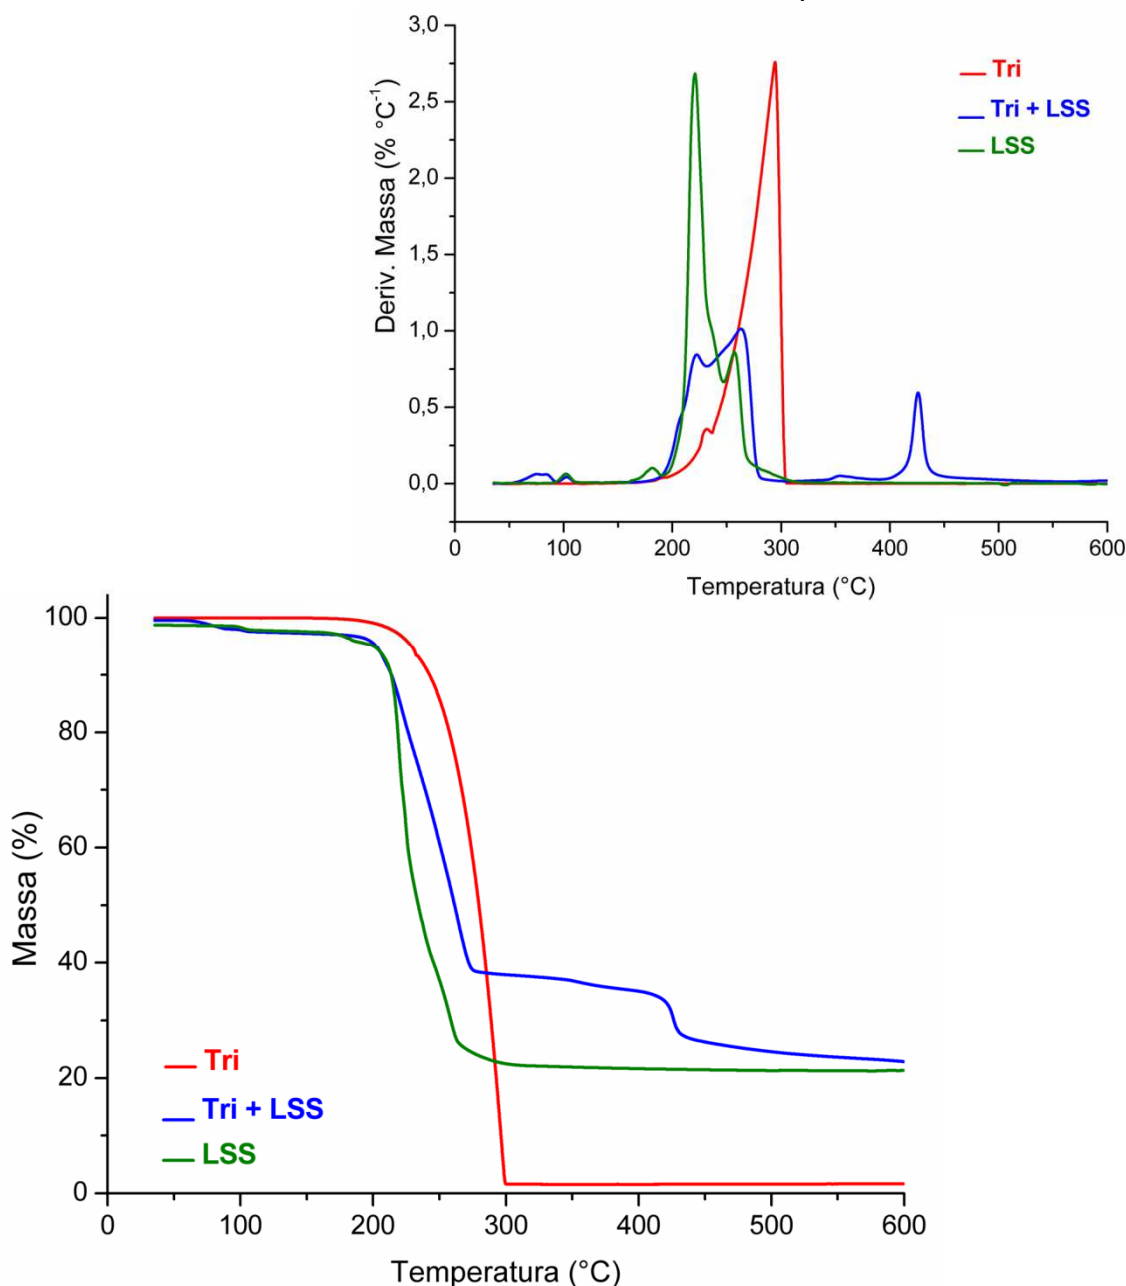 3,0
2,5
2,0
1,5
1,0
0,5
0,0
Deriv. Massa (% °C⁻¹)
Tri
Tri + LSS
LSS
0 100 200 300 400 500 600
Temperatura (°C)
100
80
60
40
20
0
Massa (%)
Tri
Tri + LSS
LSS
0 100 200 300 400 500 600
Temperatura (°C)